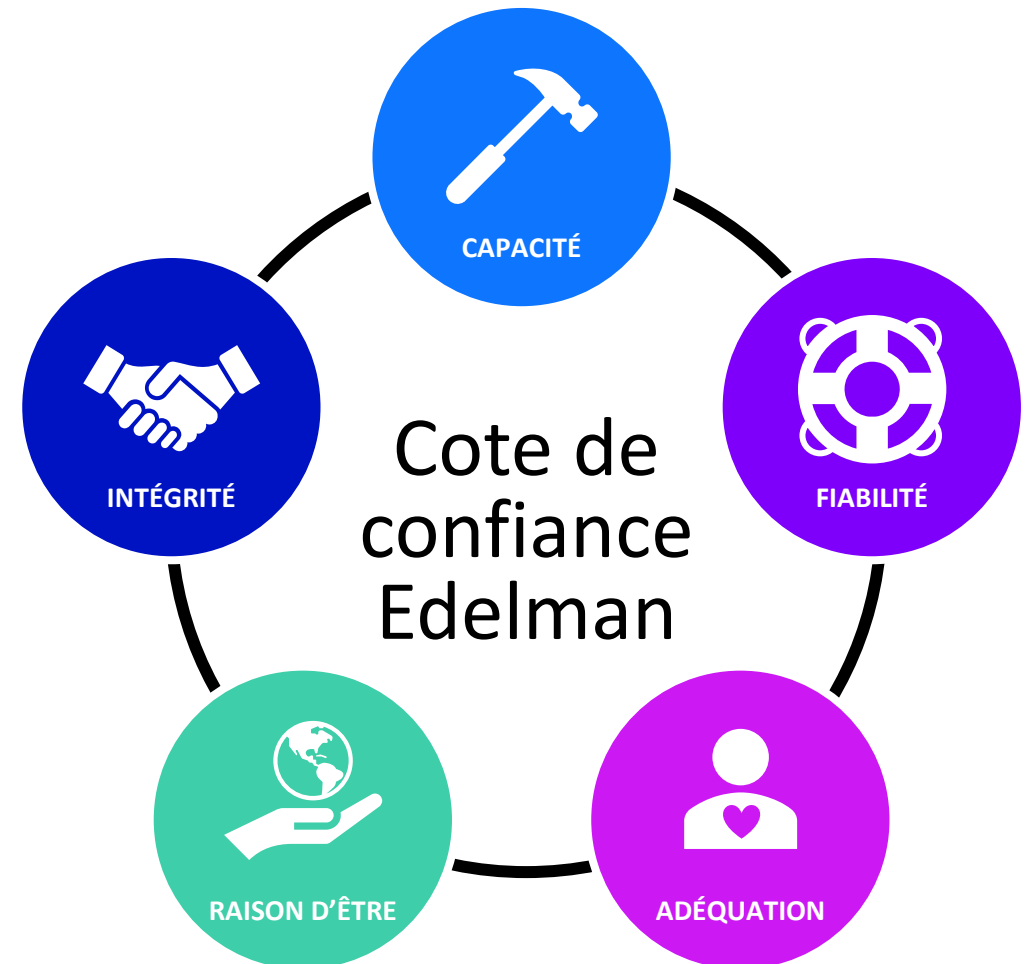 CAPACITÉ
INTÉGRITÉ
FIABILITÉ
Cote de
confiance
Edelman
RAISON D’ÊTRE
ADÉQUATION